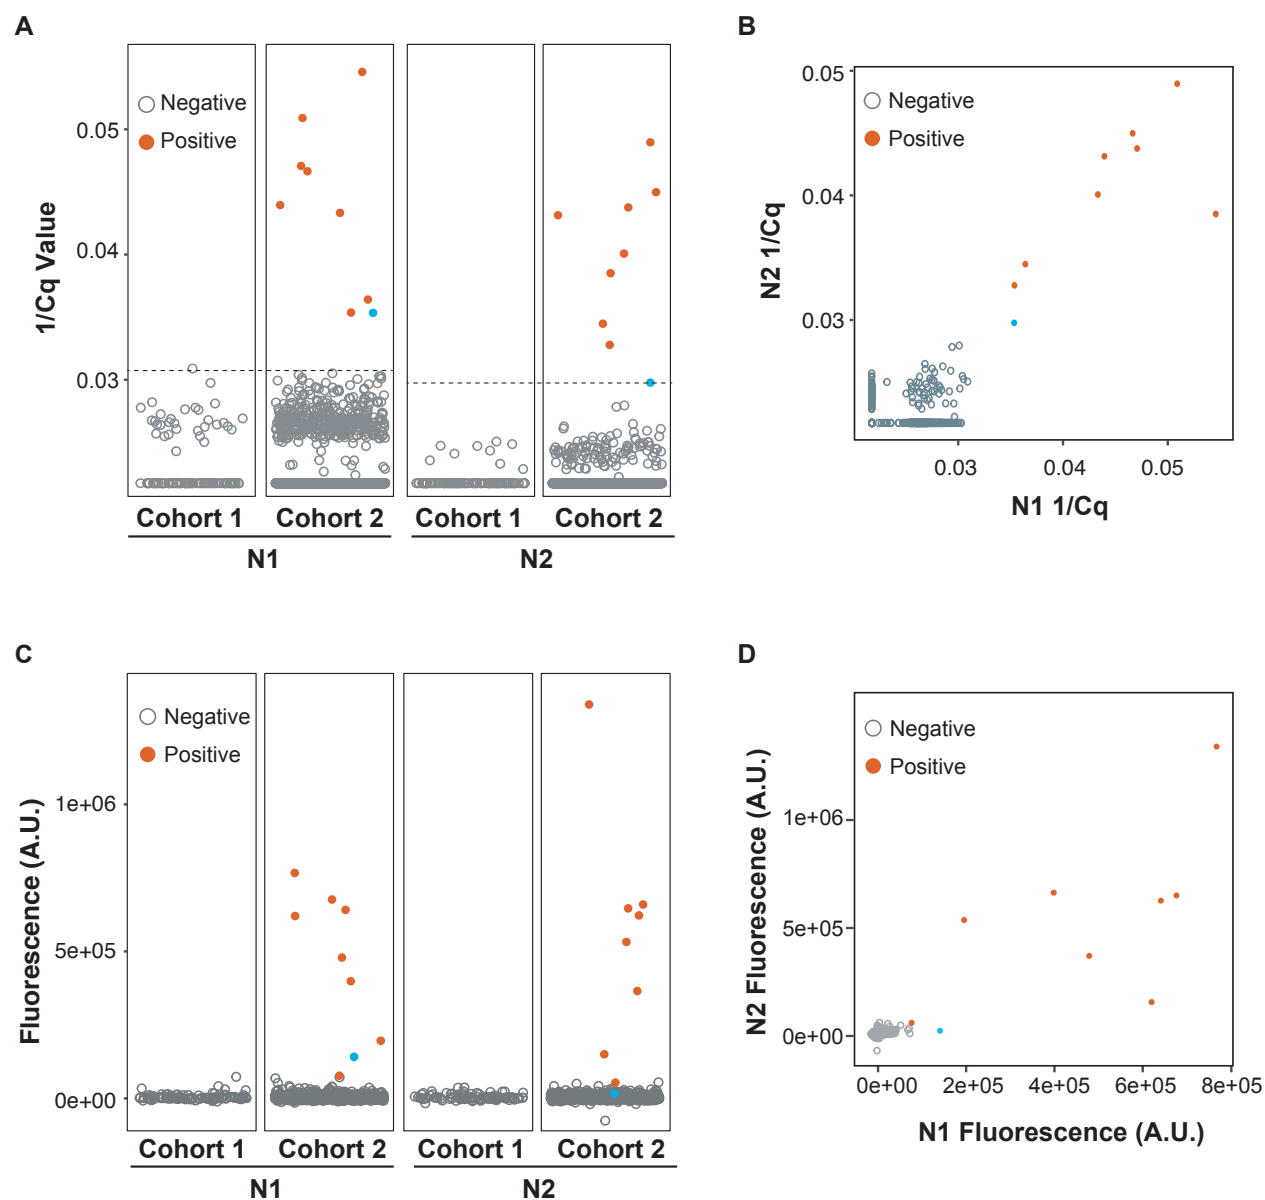 A
Negative
Positive
0.05
0.04
0.03
1/Cq Value
Cohort 1
Cohort 2
Cohort 1
Cohort 2
N1
N2
B
Negative
Positive
0.05
0.04
0.03
N2 1/Cq
0.03
0.04
0.05
N1 1/Cq
C
Negative
Positive
1e+06
5e+05
0e+00
Fluorescence (A.U.)
Cohort 1
Cohort 2
Cohort 1
Cohort 2
N1
N2
D
Negative
Positive
1e+06
5e+05
0e+00
N2 Fluorescence (A.U.)
0e+00
2e+05
4e+05
6e+05
8e+05
N1 Fluorescence (A.U.)